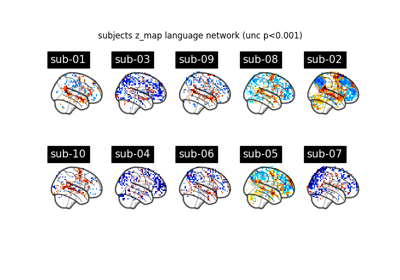 subjects z_map language network (unc p<0.001)
sub-01 sub-03 sub-09 sub-08 sub-02
sub-10 sub-04 sub-06 sub-05 sub-07